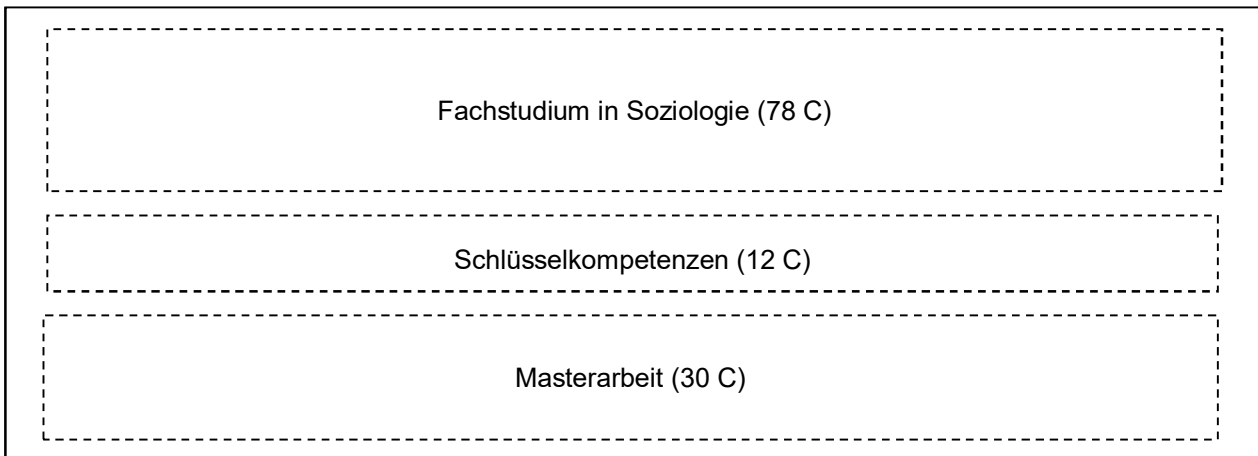 Fachstudium in Soziologie (78 C)
Schlüsselkompetenzen (12 C)
Masterarbeit (30 C)